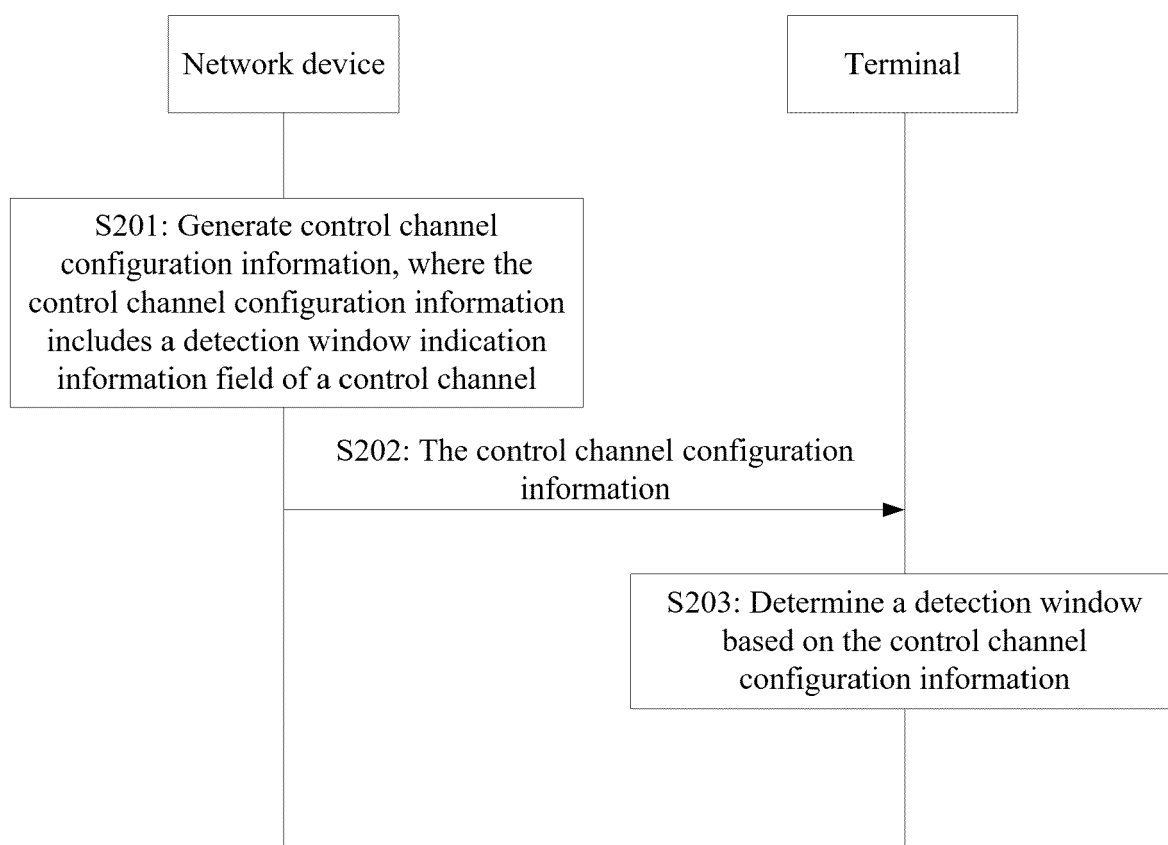 Network device
Terminal
S201: Generate control channel
configuration information, where the
control channel configuration information
includes a detection window indication
information field of a control channel
S202: The control channel configuration
information
S203: Determine a detection window
based on the control channel
configuration information